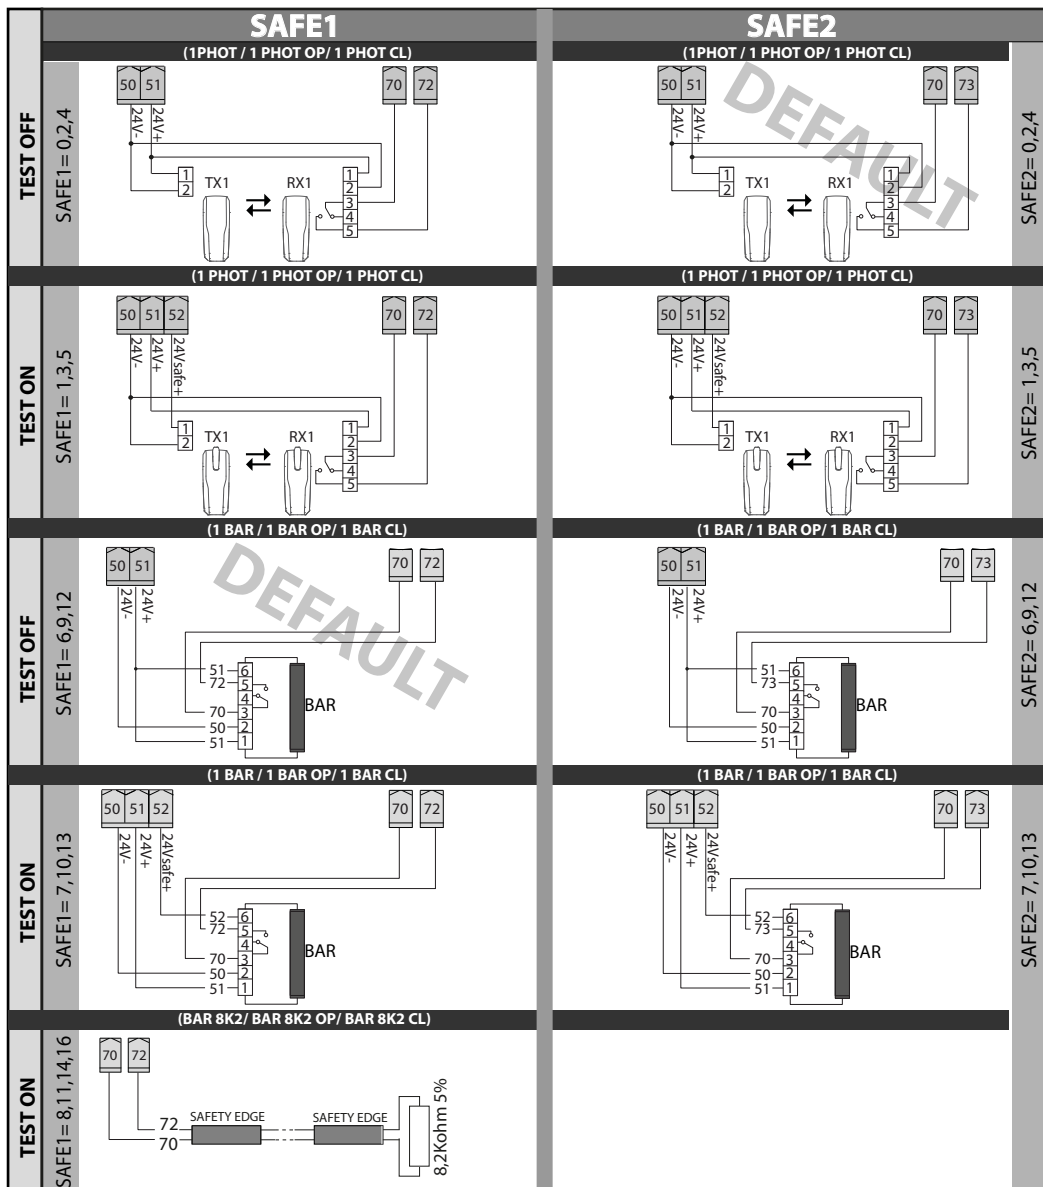 SAFE1
SAFE2
(1PHOT / 1 PHOT OP/ 1 PHOT CL)
(1PHOT / 1 PHOT OP/ 1 PHOT CL)
TEST OFF
SAFE1= 0,2,4
50 51
24V-
24V+
70 72
1
2
TX1
RX1
1
2
3
4
5
50 51
24V-
24V+
70 73
1
2
TX1
RX1
1
2
3
4
5
DEFAULT
SAFE2= 0,2,4
(1 PHOT / 1 PHOT OP/ 1 PHOT CL)
(1 PHOT / 1 PHOT OP/ 1 PHOT CL)
TEST ON
SAFE1= 1,3,5
50 51 52
24V-
24V+
24Vsafe+
70 72
1
2
TX1
RX1
1
2
3
4
5
50 51 52
24V-
24V+
24Vsafe+
70 73
1
2
TX1
RX1
1
2
3
4
5
SAFE2= 1,3,5
(1 BAR / 1 BAR OP/ 1 BAR CL)
(1 BAR / 1 BAR OP/ 1 BAR CL)
TEST OFF
SAFE1= 6,9,12
50 51
24V-
24V+
70 72
DEFAULT
51 6
72 5
4
70 3
50 2
51 1
BAR
50 51
24V-
24V+
70 73
51 6
73 5
4
70 3
50 2
51 1
BAR
SAFE2= 6,9,12
(1 BAR / 1 BAR OP/ 1 BAR CL)
(1 BAR / 1 BAR OP/ 1 BAR CL)
TEST ON
SAFE1= 7,10,13
50 51 52
24V-
24V+
24Vsafe+
70 72
52 6
72 5
4
70 3
50 2
51 1
BAR
50 51 52
24V-
24V+
24Vsafe+
70 73
52 6
73 5
4
70 3
50 2
51 1
BAR
SAFE2= 7,10,13
(BAR 8K2/ BAR 8K2 OP/ BAR 8K2 CL)
TEST ON
SAFE1= 8,11,14,16
70 72
72
70
SAFETY EDGE
SAFETY EDGE
8,2Kohm 5%